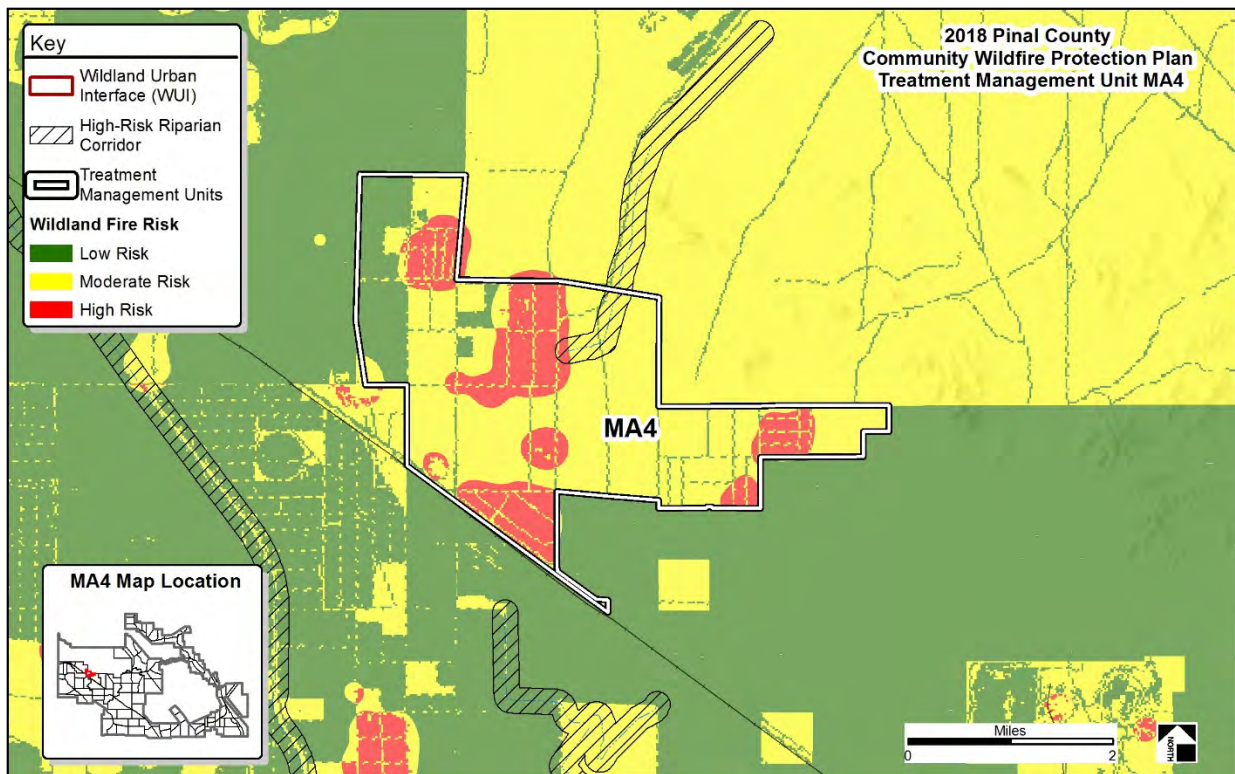 Key
Wildland Urban
Interface (WUI)
High-Risk Riparian
Corridor
Treatment
Management Units
Wildland Fire Risk
Low Risk
Moderate Risk
High Risk
2018 Pinal County
Community Wildfire Protection Plan
Treatment Management Unit MA4
MA4
MA4 Map Location
Miles
0 2
NORTH